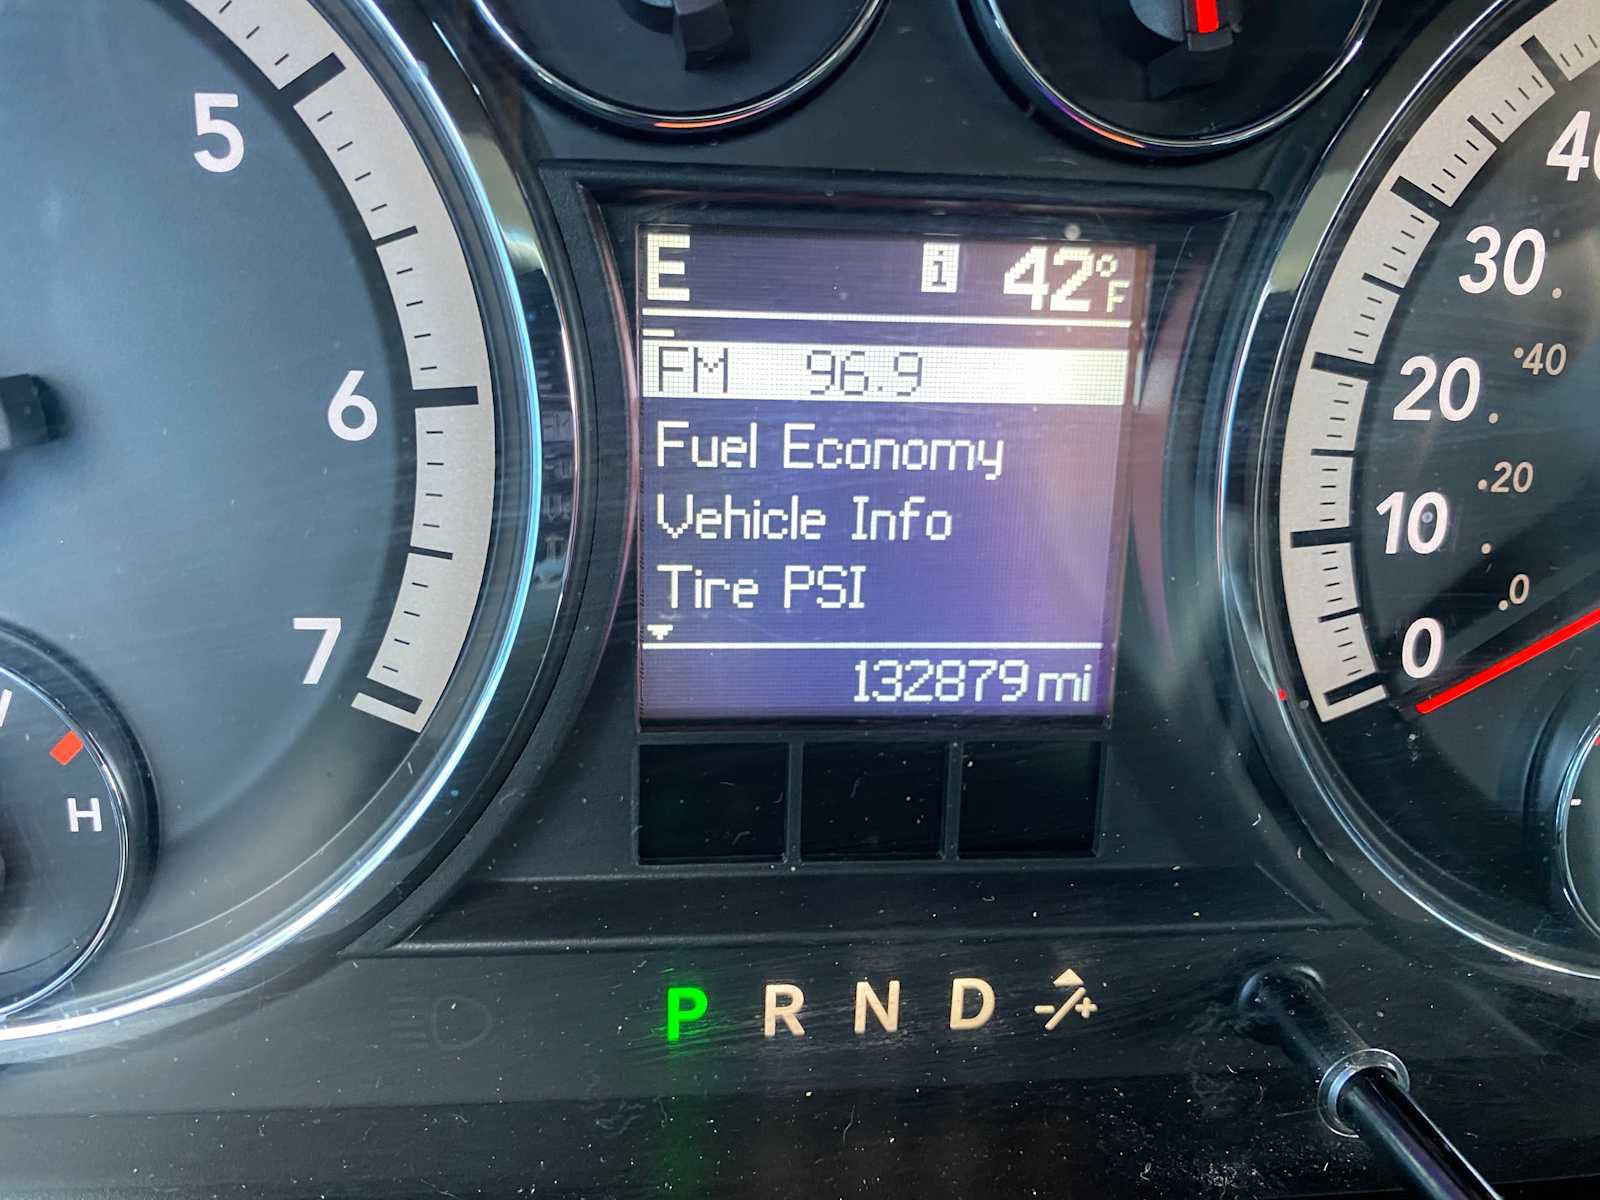 E i 42°F
FM 96.9
Fuel Economy
Vehicle Info
Tire PSI
132879 mi
5
6
7
H
40
30
20
10
0
40
20
0
P R N D -/+